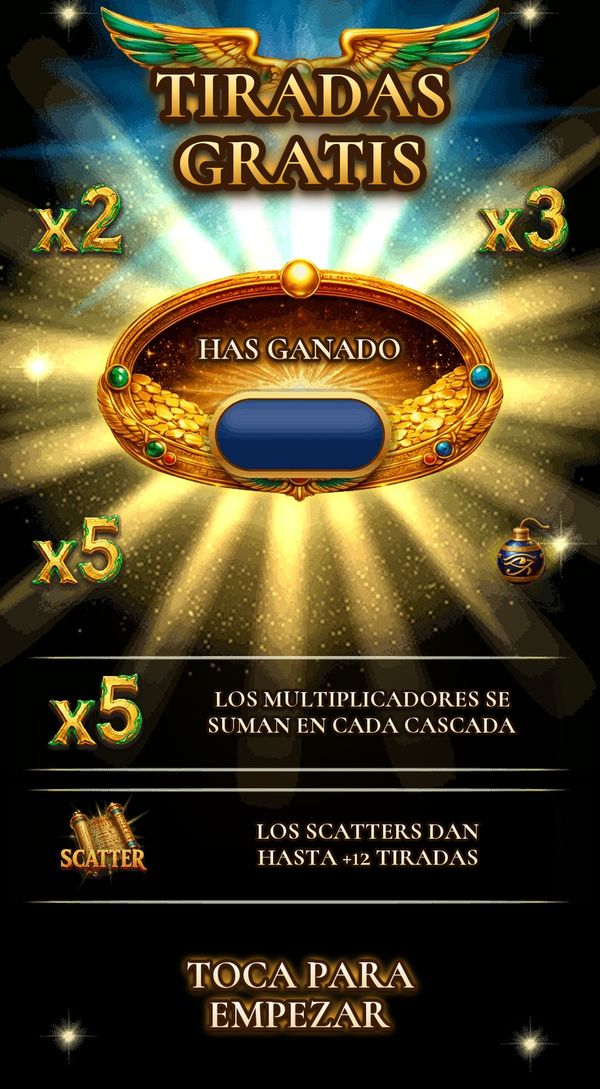 TIRADAS
GRATIS
x2
x3
HAS GANADO
x5
x5
LOS MULTIPLICADORES SE
SUMAN EN CADA CASCADA
SCATTER
LOS SCATTERS DAN
HASTA +12 TIRADAS
TOCA PARA
EMPEZAR